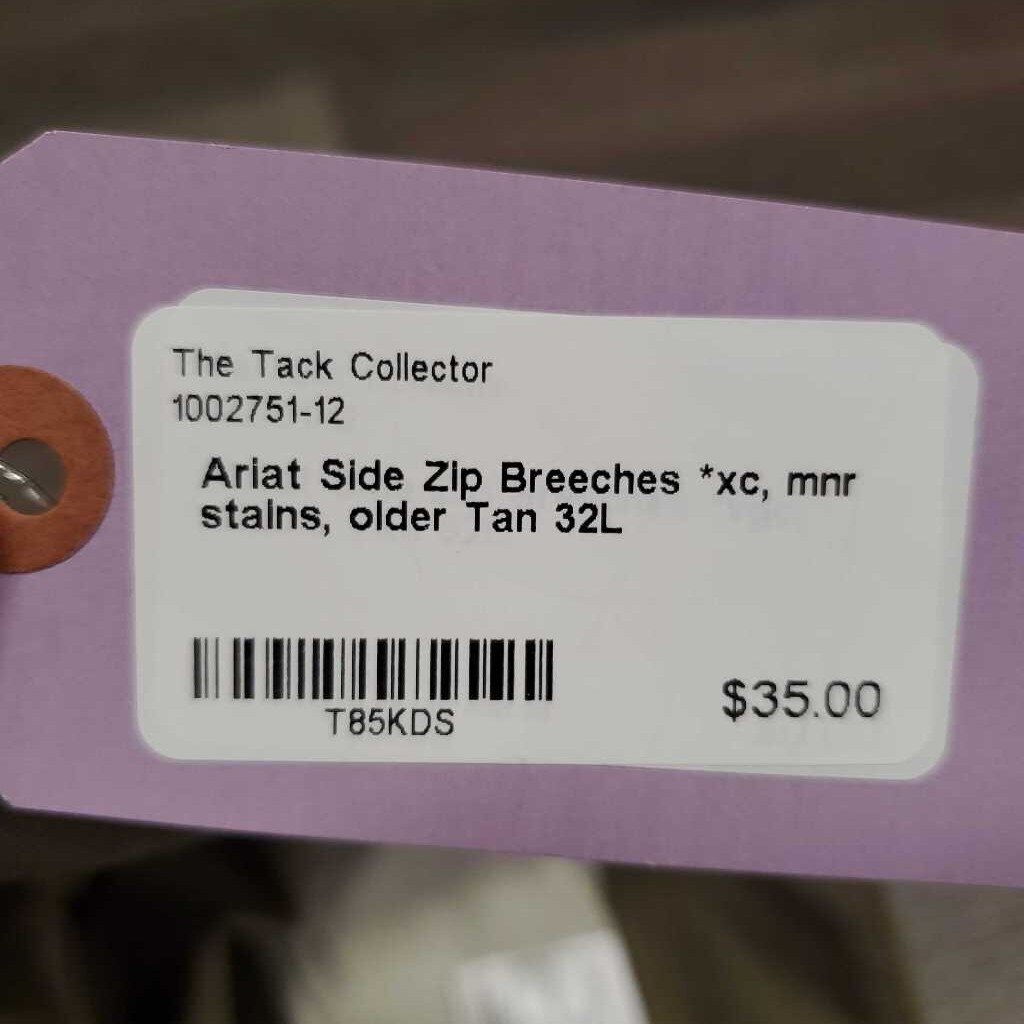 The Tack Collector
1002751-12
Ariat Side Zip Breeches *xc, mnr
stains, older Tan 32L
T85KDS
$35.00